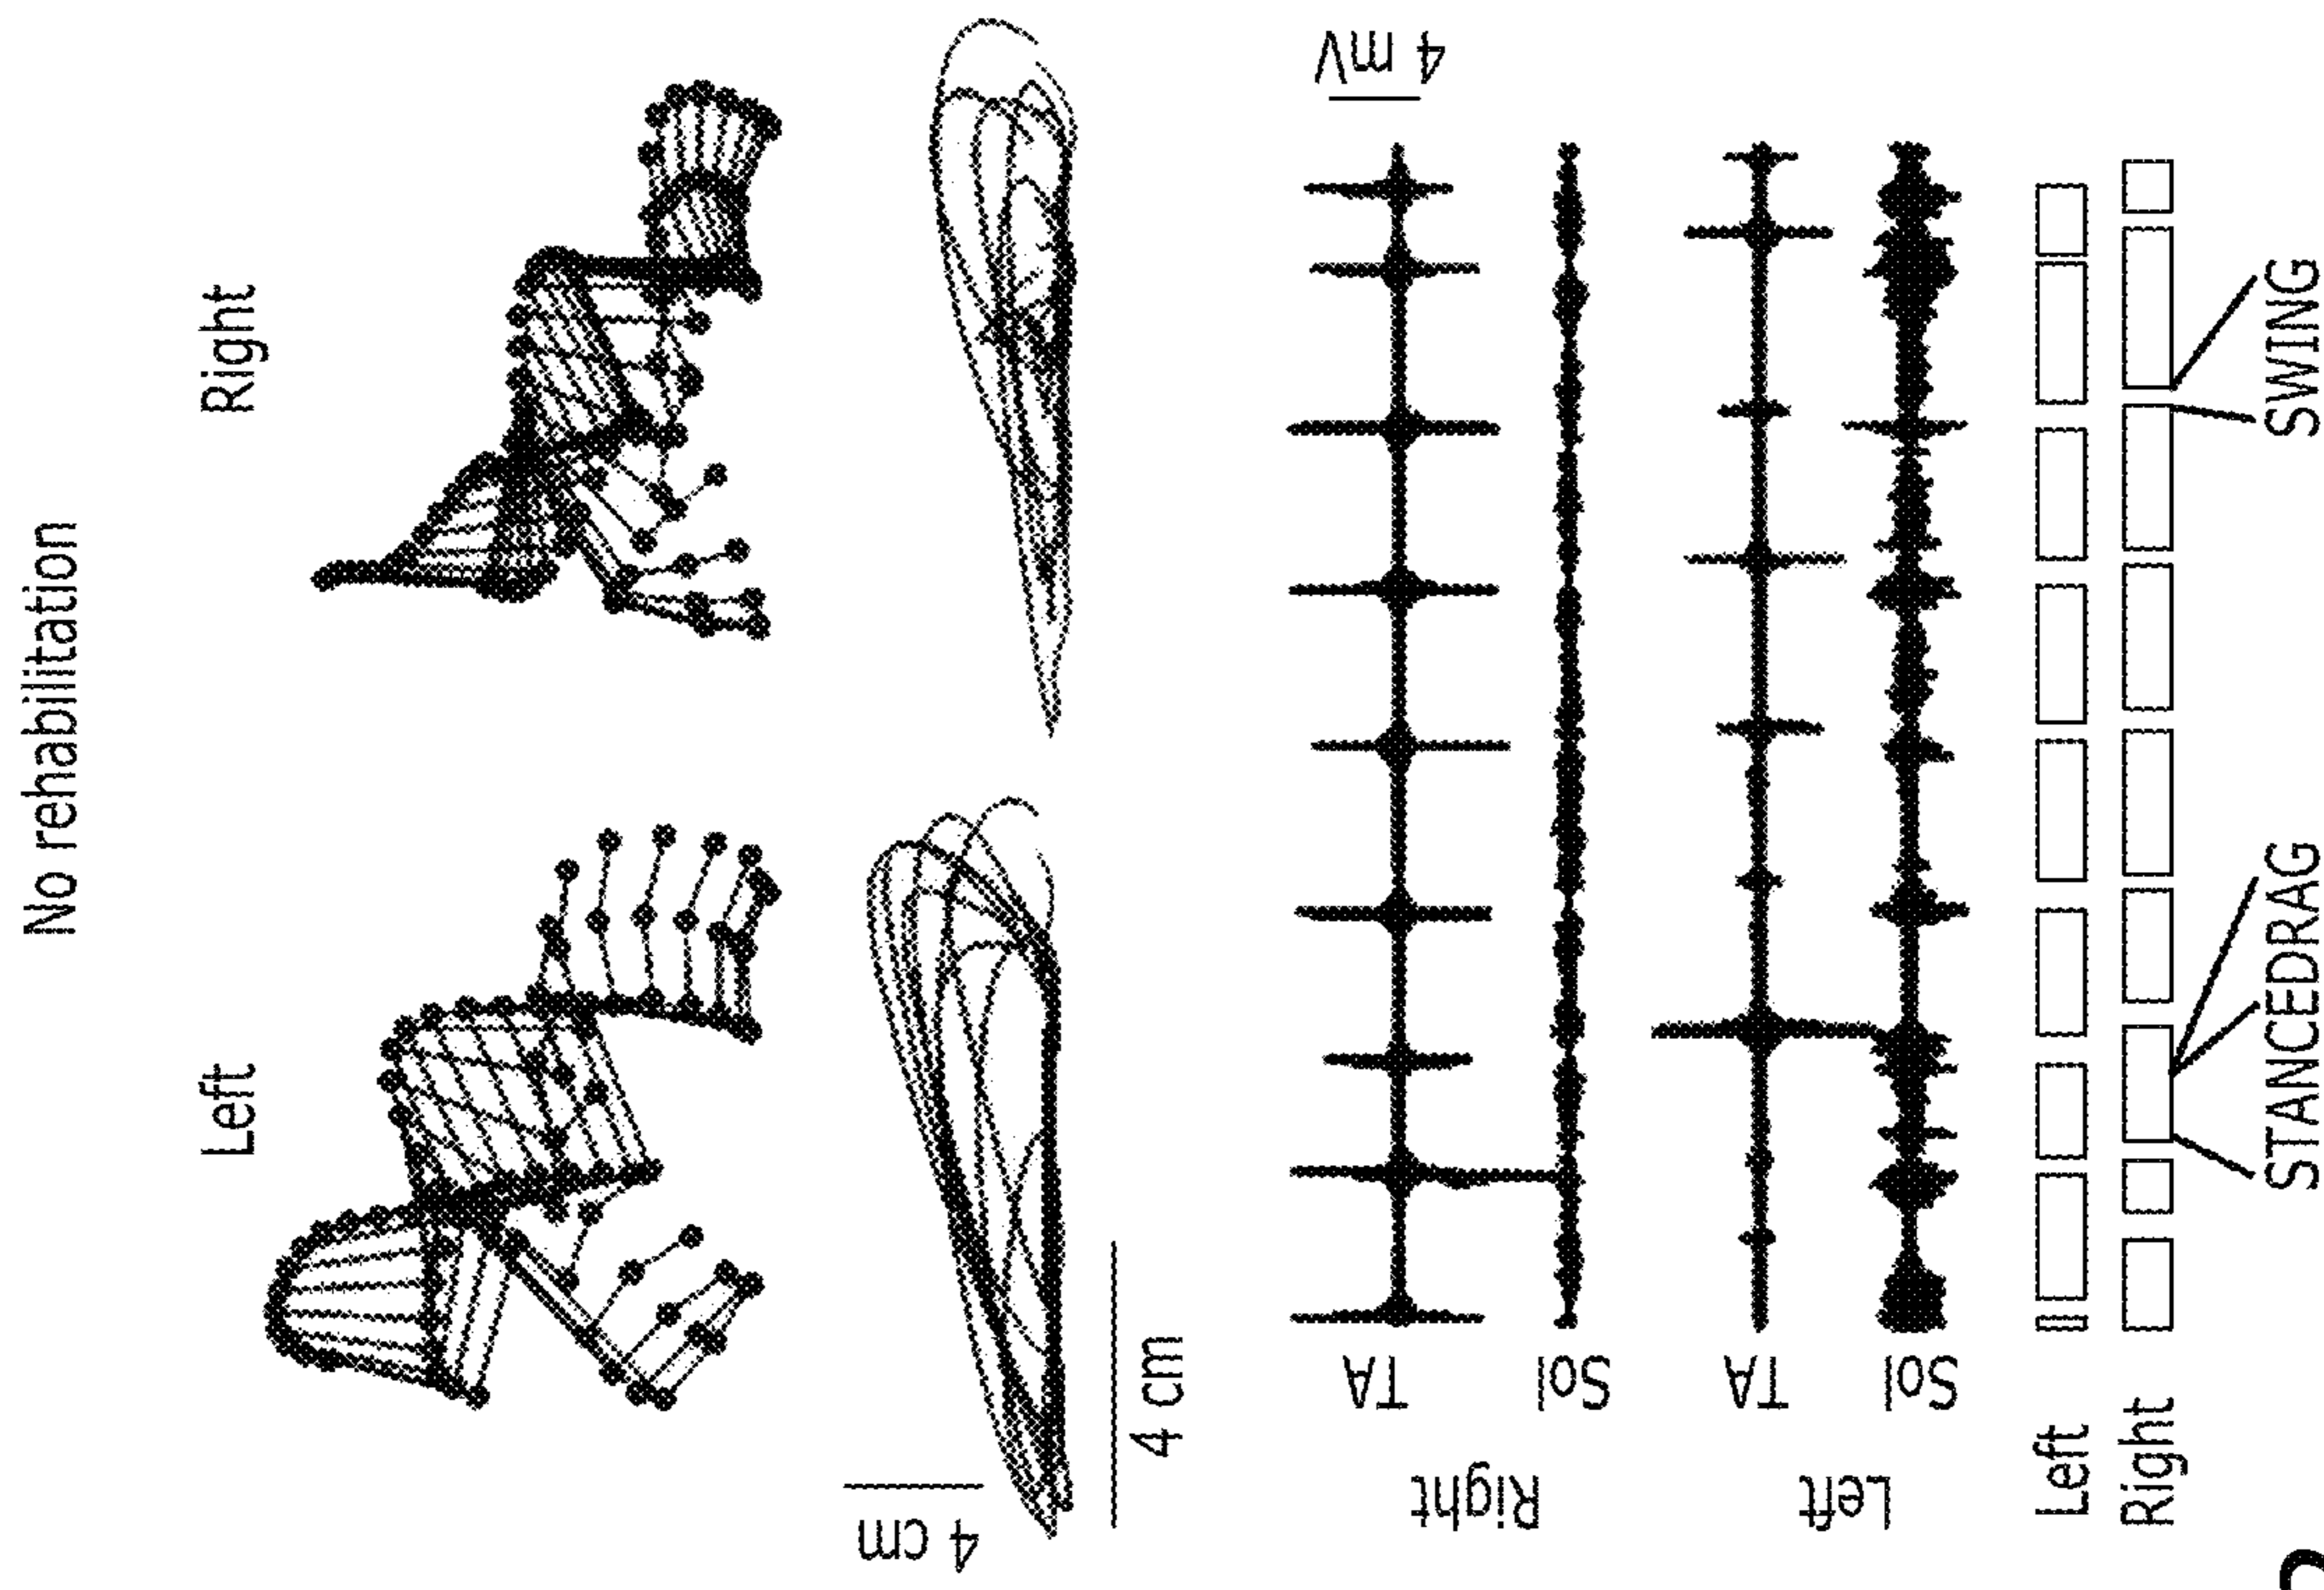 No rehabilitation
Left
Right
4 cm
4 cm
4 mV
Right
TA
Sol
Left
TA
Sol
Left
Right
STANCEDRAG
SWING